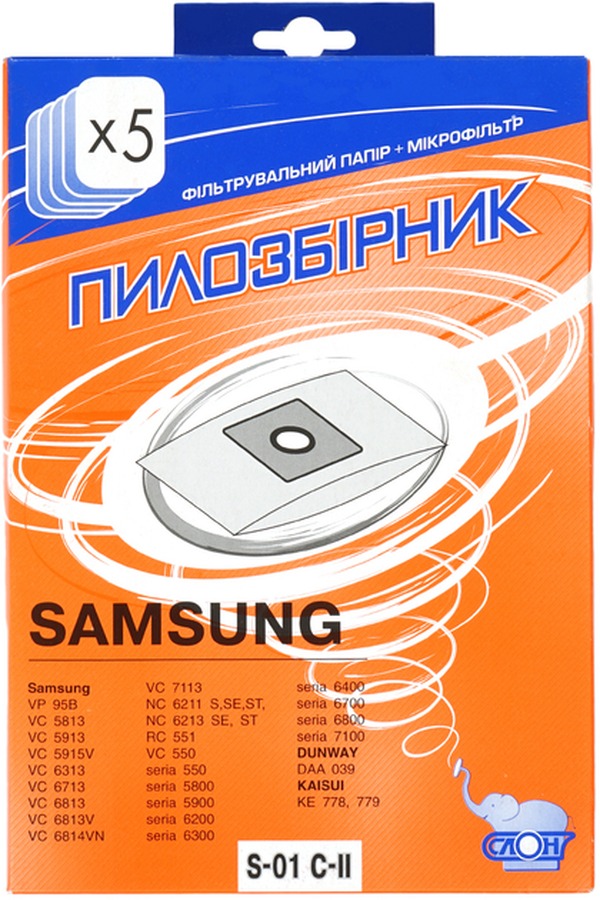 x5
ФІЛЬТРУВАЛЬНИЙ ПАПІР + МІКРОФІЛЬТР
ПИЛОЗБІРНИК
SAMSUNG
Samsung
VP 95B
VC 5813
VC 5913
VC 5915V
VC 6313
VC 6713
VC 6813
VC 6813V
VC 6814VN
VC 7113
NC 6211 S,SE,ST,
NC 6213 SE, ST
RC 551
VC 550
seria 550
seria 5800
seria 5900
seria 6200
seria 6300
seria 6400
seria 6700
seria 6800
seria 7100
DUNWAY
DAA 039
KAISUI
KE 778, 779
СЛОН
S-01 C-II